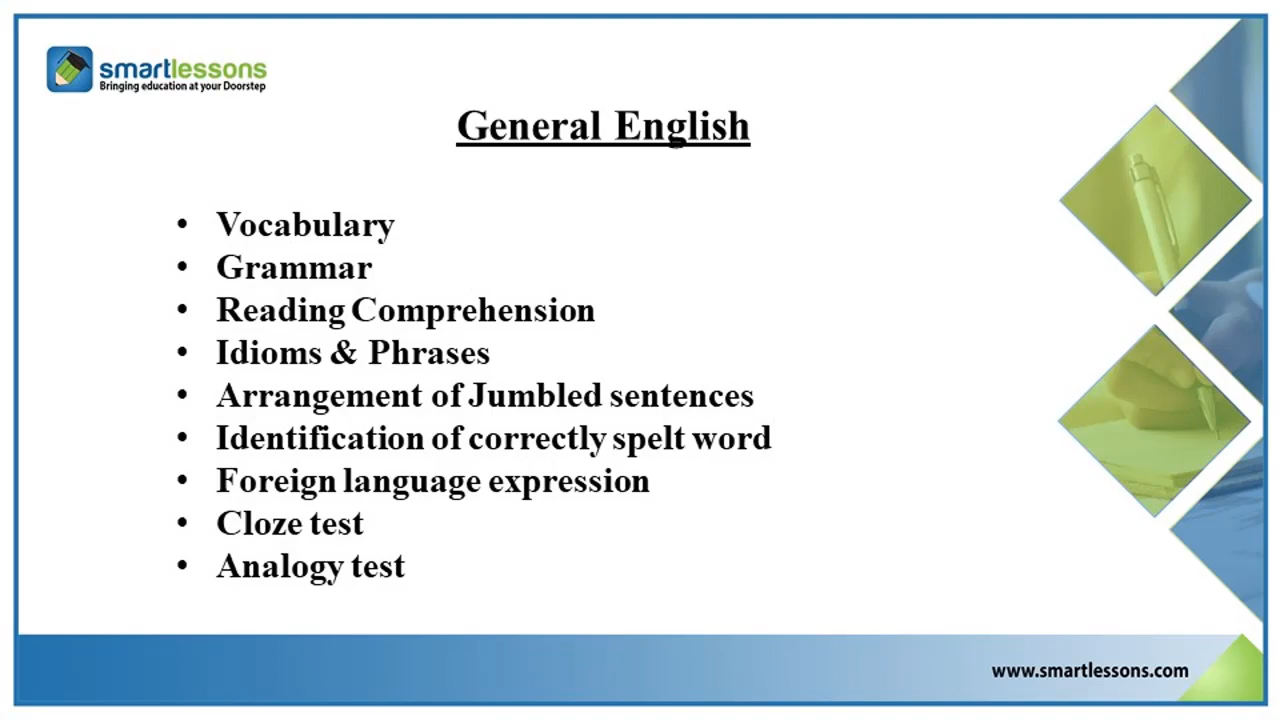 smartlessons
Bringing education at your Doorstep
General English
• Vocabulary
• Grammar
• Reading Comprehension
• Idioms & Phrases
• Arrangement of Jumbled sentences
• Identification of correctly spelt word
• Foreign language expression
• Cloze test
• Analogy test
www.smartlessons.com